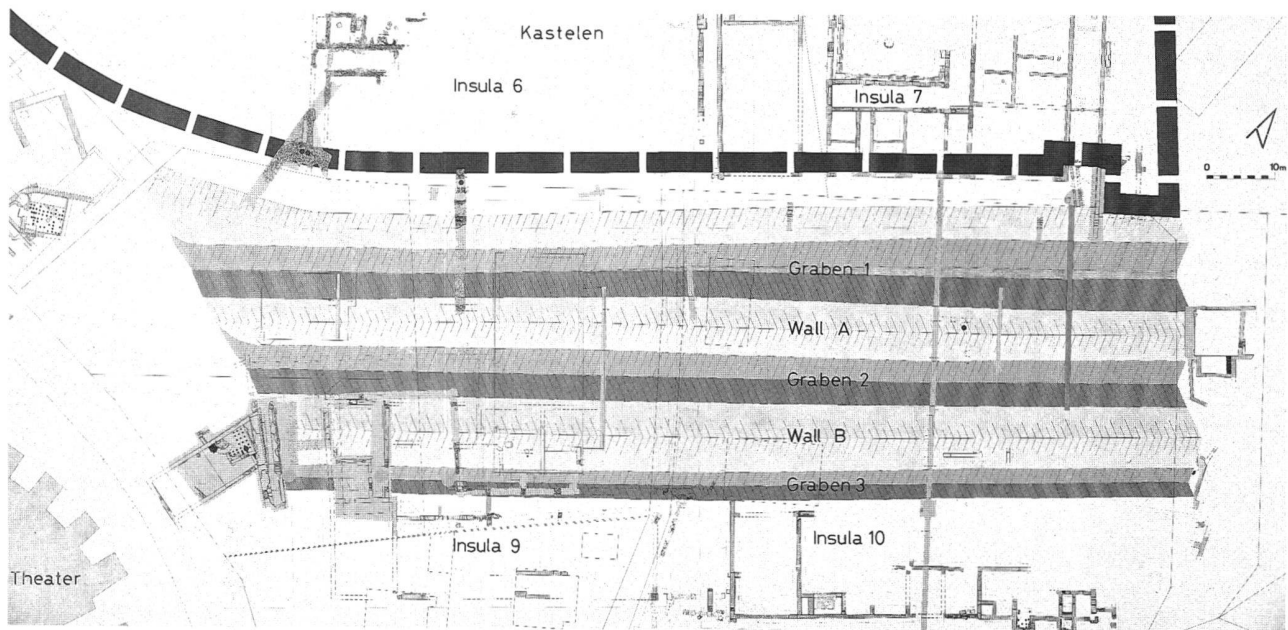 Kastelen
Insula 6
Insula 7
0 10m
Graben 1
Wall A
Graben 2
Wall B
Graben 3
Insula 9
Insula 10
Theater